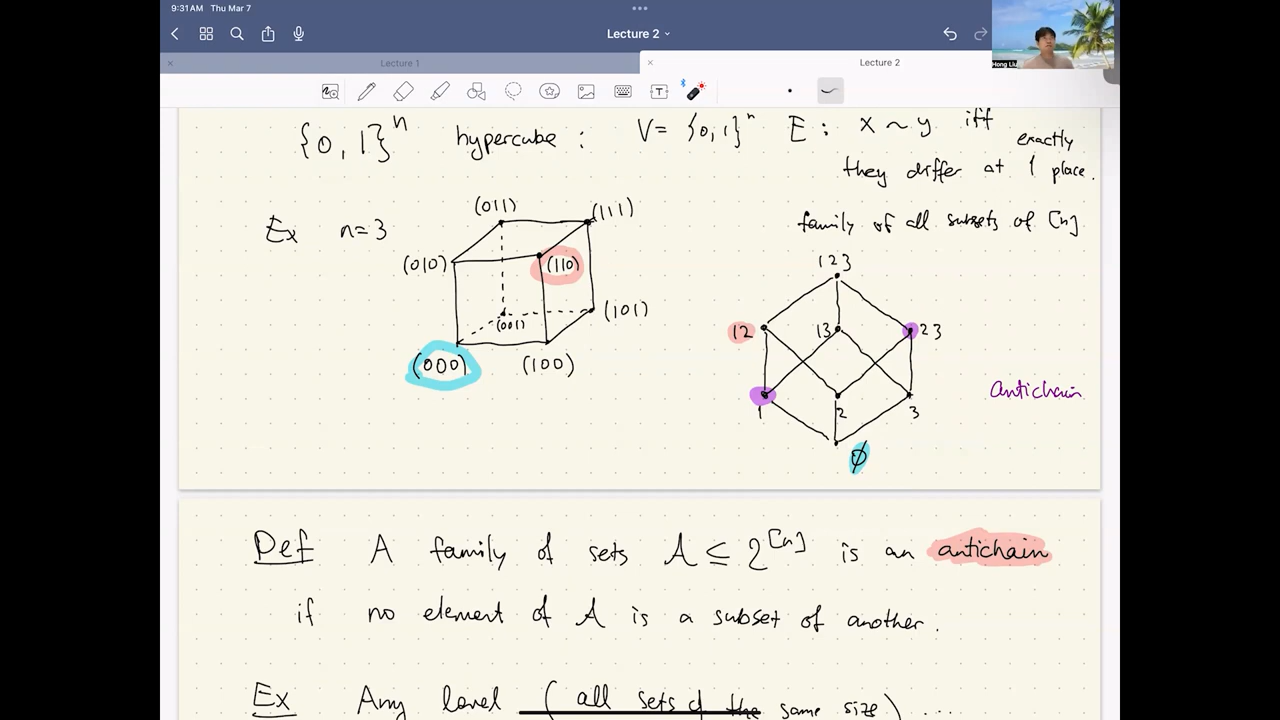 9:31AM Thu Mar 7
Lecture 2
Lecture 1
Lecture 2
Hong Liu
{0,1}^n hypercube : V = {0,1}^n E : x ~ y iff
exactly
they differ at 1 place.
Ex n=3
family of all subsets of [n]
(011) (111)
(010) (110)
(001) (101)
(000) (100)
123
12 13 23
antichain
1 2 3
∅
Def A family of sets A ⊆ 2^[n] is an antichain
if no element of A is a subset of another.
Ex Any level (all sets of the same size) ...